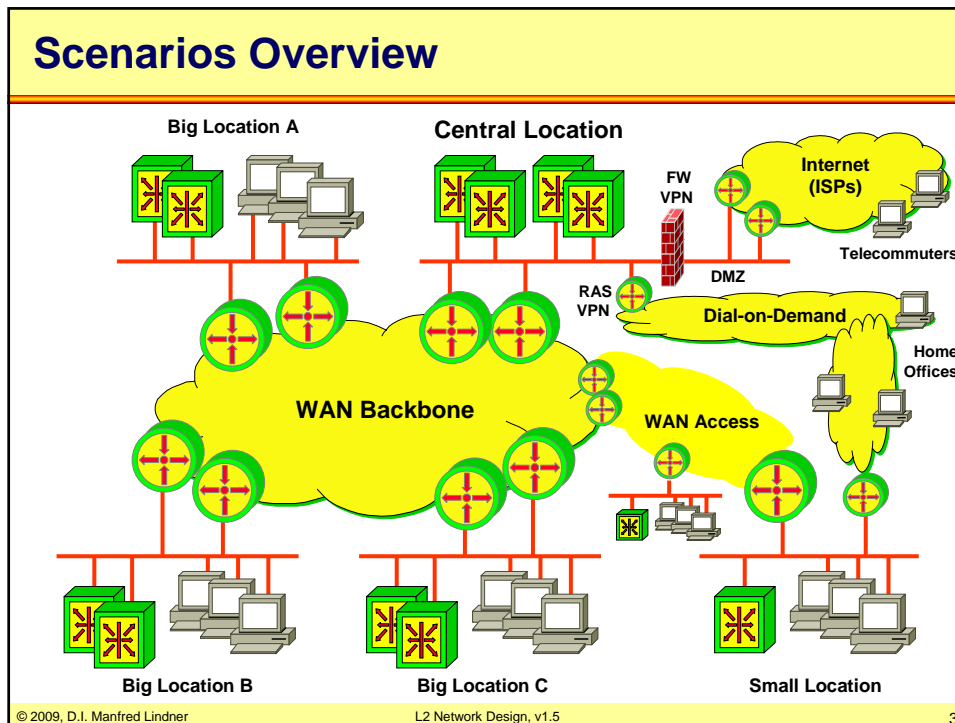 Scenarios Overview
Big Location A
Central Location
FW
VPN
Internet
(ISPs)
Telecommuters
DMZ
RAS
VPN
Dial-on-Demand
Home
Offices
WAN Backbone
WAN Access
Big Location B
Big Location C
Small Location
© 2009, D.I. Manfred Lindner
L2 Network Design, v1.5
3